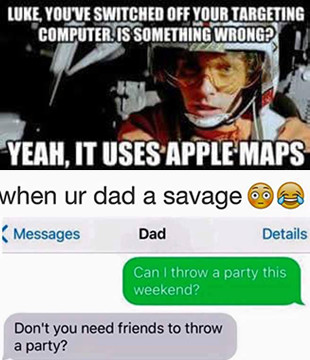 LUKE, YOU'VE SWITCHED OFF YOUR TARGETING
COMPUTER. IS SOMETHING WRONG?
YEAH, IT USES APPLE MAPS
when ur dad a savage 😳😂
Messages Dad Details
Can I throw a party this
weekend?
Don't you need friends to throw
a party?